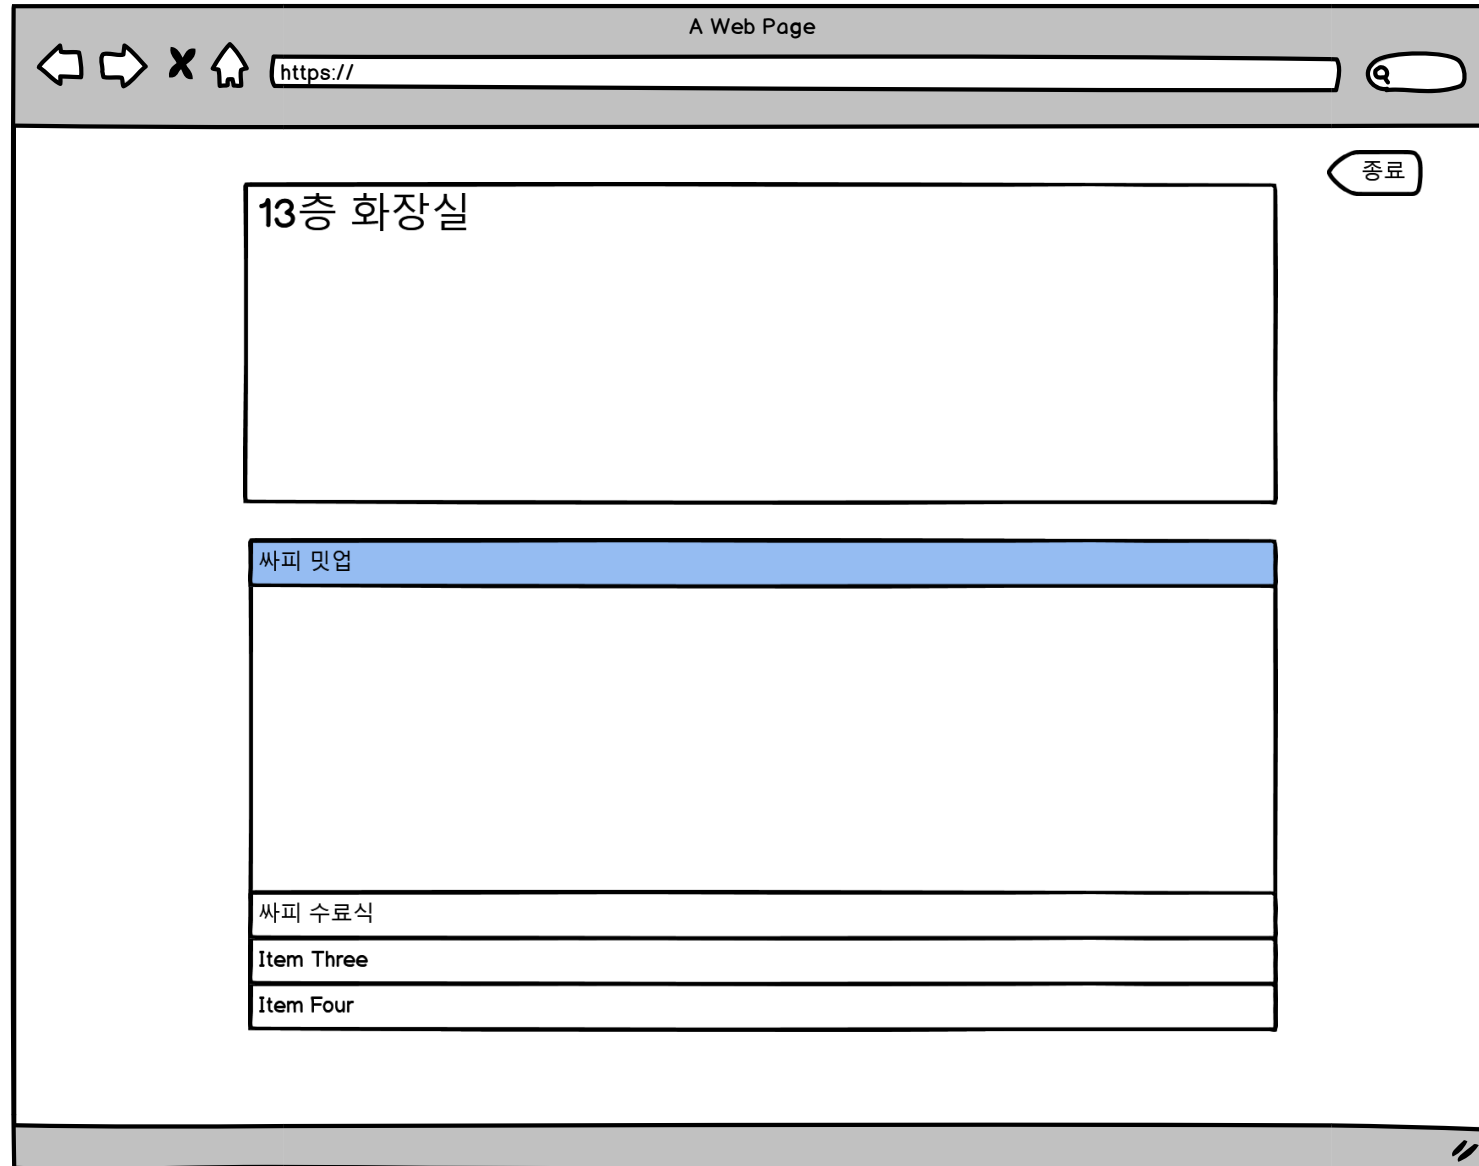 A Web Page
https://
종료
13층 화장실
싸피 밋업
싸피 수료식
Item Three
Item Four